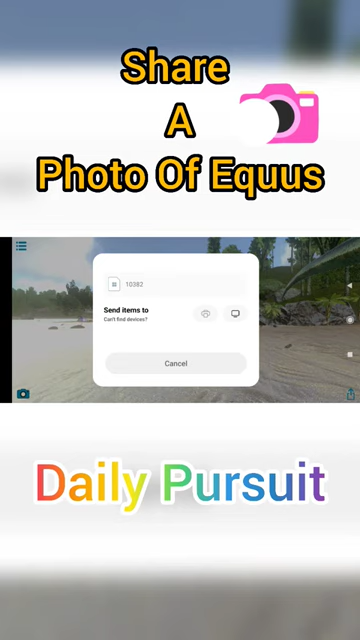 Share
A
Photo Of Equus
10382
Send items to
Can't find devices?
Cancel
Daily Pursuit